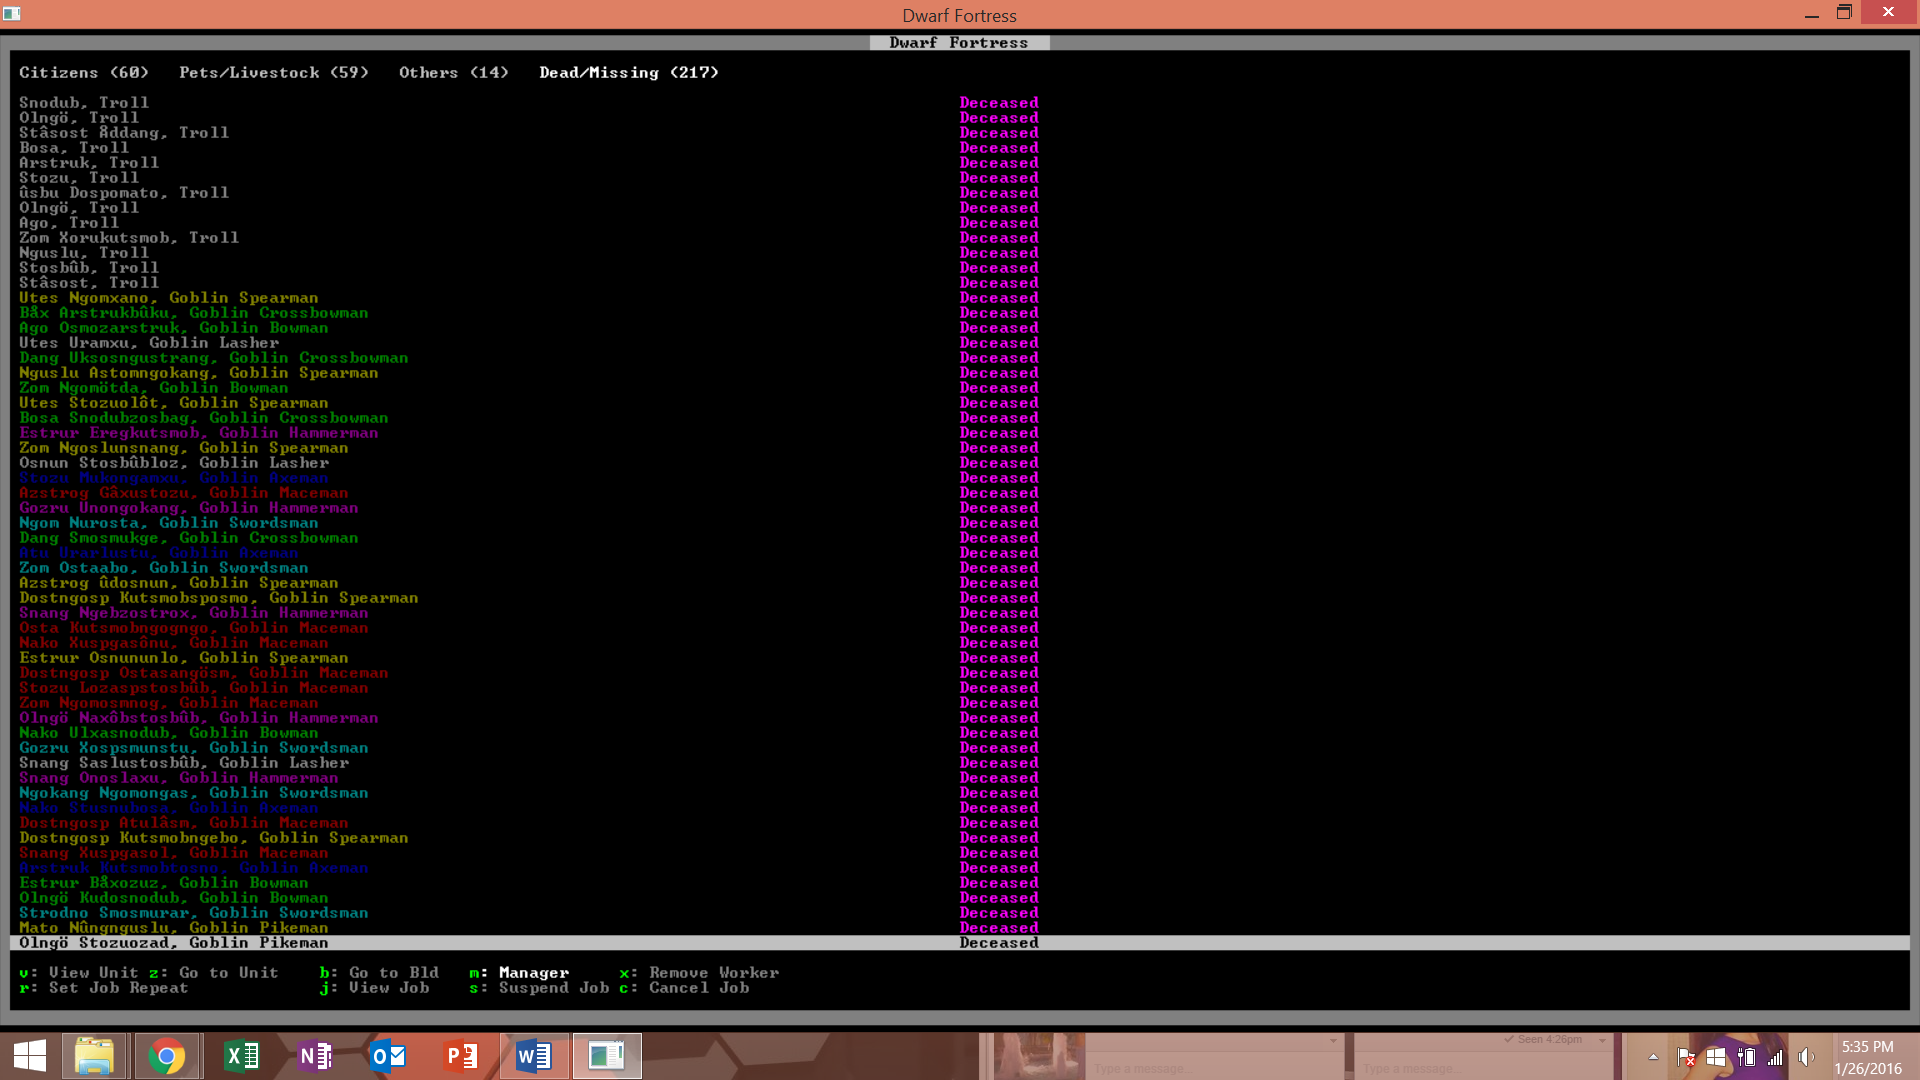 Dwarf Fortress
Dwarf Fortress
Citizens (60) Pets/Livestock (59) Others (14) Dead/Missing (217)
Snodub, Troll Deceased
Olngö, Troll Deceased
Stâsost Åddang, Troll Deceased
Bosa, Troll Deceased
Arstruk, Troll Deceased
Stozu, Troll Deceased
ûsbu Dospomato, Troll Deceased
Olngö, Troll Deceased
Ago, Troll Deceased
Zom Xorukutsmob, Troll Deceased
Nguslu, Troll Deceased
Stosbûb, Troll Deceased
Stâsost, Troll Deceased
Utes Ngomxano, Goblin Spearman Deceased
Båx Arstrukbûku, Goblin Crossbowman Deceased
Ago Osmozarstruk, Goblin Bowman Deceased
Utes Uramxu, Goblin Lasher Deceased
Dang Uksosngustrang, Goblin Crossbowman Deceased
Nguslu Astomngokang, Goblin Spearman Deceased
Zom Ngomötda, Goblin Bowman Deceased
Utes Stozuolôt, Goblin Spearman Deceased
Bosa Snodubzosbag, Goblin Crossbowman Deceased
Estrur Eregkutsmob, Goblin Hammerman Deceased
Zom Ngoslunsnang, Goblin Spearman Deceased
Osnun Stosbûbloz, Goblin Lasher Deceased
Stozu Mukongamxu, Goblin Axeman Deceased
Azstrog Gâxustozu, Goblin Maceman Deceased
Gozru Unongokang, Goblin Hammerman Deceased
Ngom Nurosta, Goblin Swordsman Deceased
Dang Smosmukge, Goblin Crossbowman Deceased
Atu Urarlustu, Goblin Axeman Deceased
Zom Ostaabo, Goblin Swordsman Deceased
Azstrog ûdosnun, Goblin Spearman Deceased
Dostngosp Kutsmobsposmo, Goblin Spearman Deceased
Snang Ngebzostrox, Goblin Hammerman Deceased
Osta Kutsmobngogngo, Goblin Maceman Deceased
Nako Xuspgasônu, Goblin Maceman Deceased
Estrur Osnununlo, Goblin Spearman Deceased
Dostngosp Ostasangösm, Goblin Maceman Deceased
Stozu Lozaspstosbûb, Goblin Maceman Deceased
Zom Ngomosmnog, Goblin Maceman Deceased
Olngö Naxôbstosbûb, Goblin Hammerman Deceased
Nako Ulxasnodub, Goblin Bowman Deceased
Gozru Xospsmunstu, Goblin Swordsman Deceased
Snang Saslustosbûb, Goblin Lasher Deceased
Snang Onoslaxu, Goblin Hammerman Deceased
Ngokang Ngomongas, Goblin Swordsman Deceased
Nako Stusnubosa, Goblin Axeman Deceased
Dostngosp Atulâsm, Goblin Maceman Deceased
Dostngosp Kutsmobngebo, Goblin Spearman Deceased
Snang Xuspgasol, Goblin Maceman Deceased
Arstruk Kutsmobtosno, Goblin Axeman Deceased
Estrur Båxozuz, Goblin Bowman Deceased
Olngö Kudosnodub, Goblin Bowman Deceased
Strodno Smosmurar, Goblin Swordsman Deceased
Mato Nûngnguslu, Goblin Pikeman Deceased
Olngö Stozuozad, Goblin Pikeman Deceased
v: View Unit z: Go to Unit b: Go to Bld m: Manager x: Remove Worker
r: Set Job Repeat j: View Job s: Suspend Job c: Cancel Job
Seen 4:26pm
Type a message...
Type a message...
5:35 PM
1/26/2016